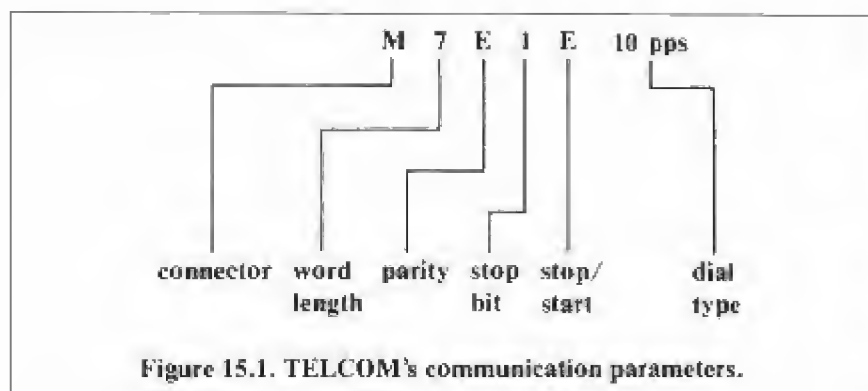 M 7 E 1 E 10 pps
connector word parity stop stop/ dial
length bit start type
Figure 15.1. TELCOM's communication parameters.